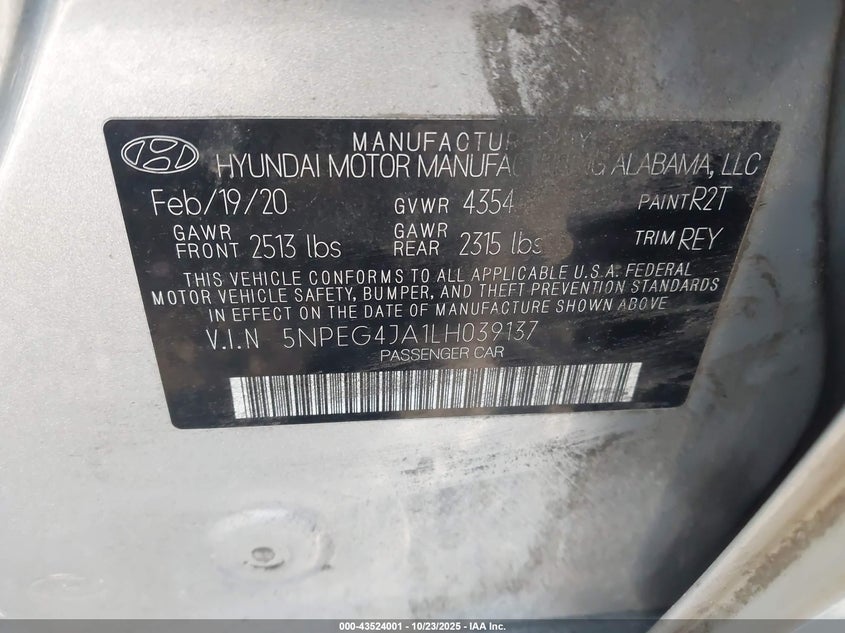 MANUFACTUR
HYUNDAI MOTOR MANUFAC NG ALABAMA, LLC
Feb/19/20 GVWR 4354 PAINT R2T
GAWR FRONT 2513 lbs GAWR REAR 2315 lbs TRIM REY
THIS VEHICLE CONFORMS TO ALL APPLICABLE U.S.A. FEDERAL
MOTOR VEHICLE SAFETY, BUMPER, AND THEFT PREVENTION STANDARDS
IN EFFECT ON THE DATE OF MANUFACTURE SHOWN ABOVE
V.I.N 5NPEG4JA1LH039137
PASSENGER CAR
000-43524001 - 10/23/2025 - IAA Inc.